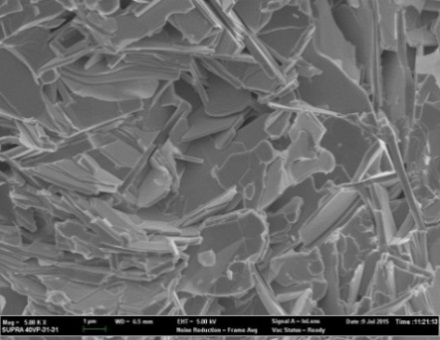 Mag = 5.00 K X 1 µm WD = 6.5 mm EHT = 5.00 kV Signal A = InLens Date :9 Jul 2015 Time :11:21:13
SUPRA 40VP-31-21 Noise Reduction = Frame Avg Vac Status = Ready